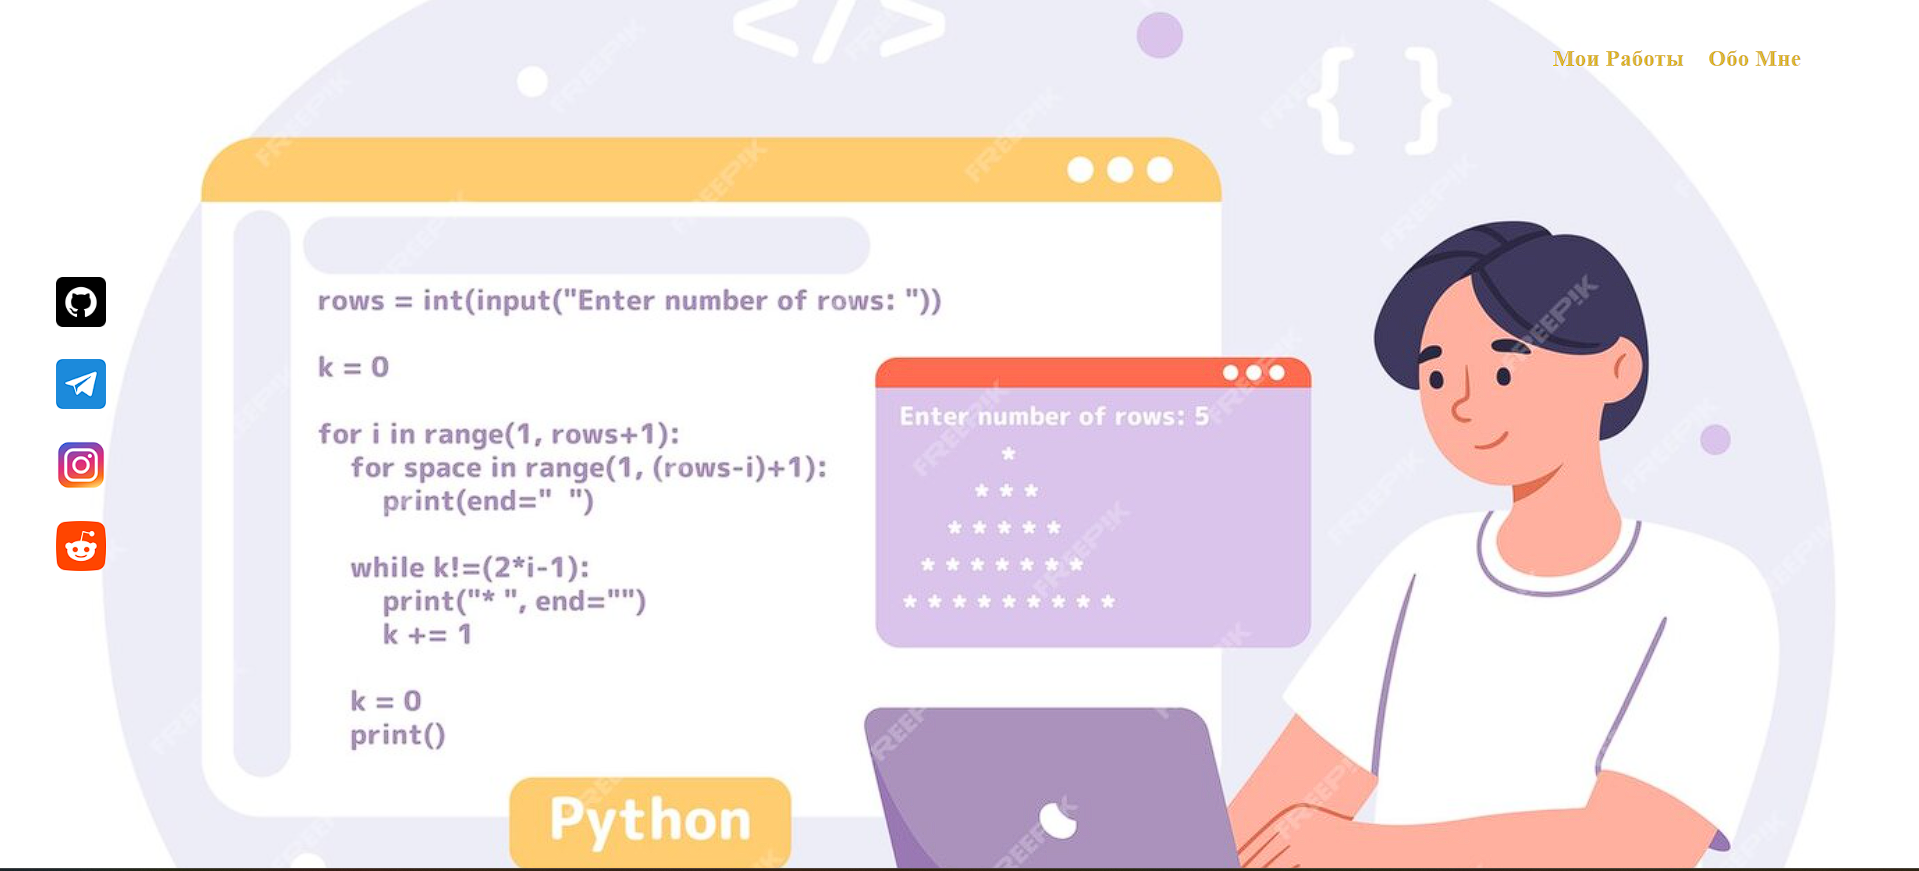 </>
{ }
Мои Работы Обо Мне
rows = int(input("Enter number of rows: "))
k = 0
for i in range(1, rows+1):
for space in range(1, (rows-i)+1):
print(end="  ")
while k!=(2*i-1):
print("* ", end="")
k += 1
k = 0
print()
Enter number of rows: 5
*
* * *
* * * * *
* * * * * * *
* * * * * * * * *
Python
FREEPIK